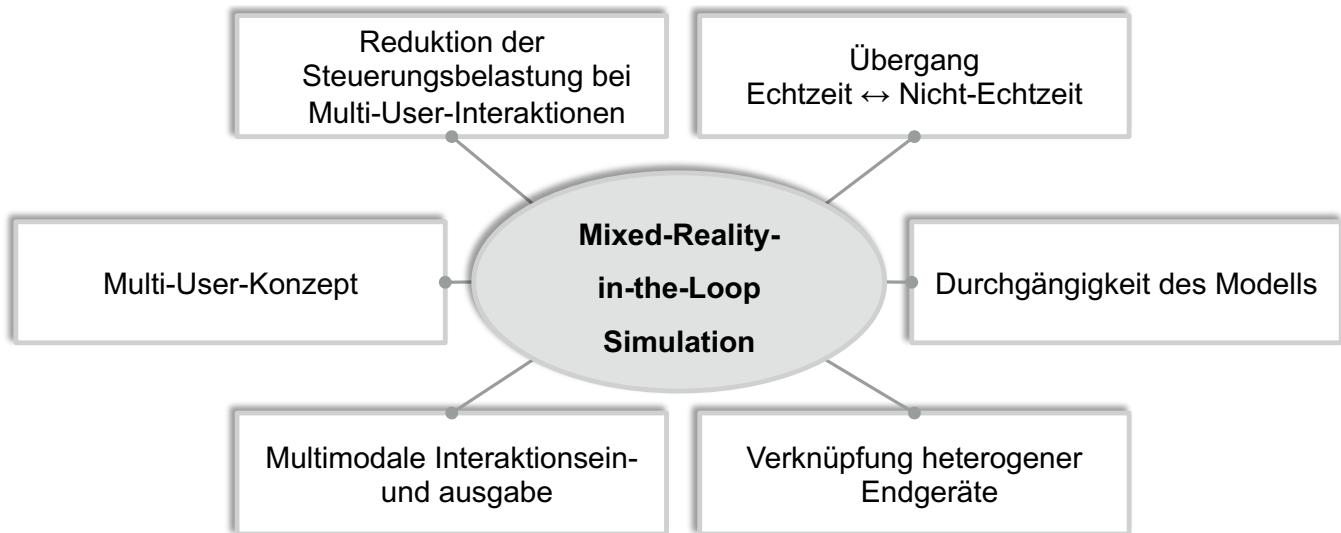 Reduktion der
Steuerungsbelastung bei
Multi-User-Interaktionen
Übergang
Echtzeit ↔ Nicht-Echtzeit
Multi-User-Konzept
Mixed-Reality-
in-the-Loop
Simulation
Durchgängigkeit des Modells
Multimodale Interaktionsein-
und ausgabe
Verknüpfung heterogener
Endgeräte